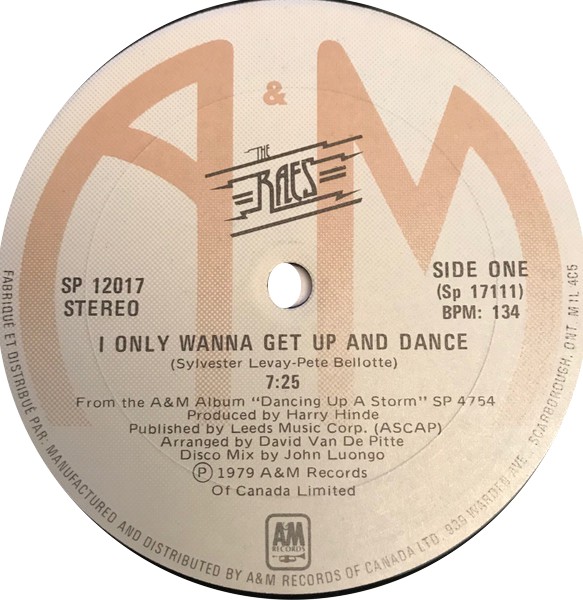 A & M
THE
RAES
SP 12017
STEREO
SIDE ONE
(Sp 17111)
BPM: 134
I ONLY WANNA GET UP AND DANCE
(Sylvester Levay-Pete Bellotte)
7:25
From the A&M Album "Dancing Up A Storm" SP 4754
Produced by Harry Hinde
Published by Leeds Music Corp. (ASCAP)
Arranged by David Van De Pitte
Disco Mix by John Luongo
Ⓟ 1979 A&M Records
Of Canada Limited
A&M
RECORDS
FABRIQUÉ ET DISTRIBUÉ PAR: MANUFACTURED AND DISTRIBUTED BY A&M RECORDS OF CANADA LTD. 939 WARDEN AVE., SCARBOROUGH, ONT. M1L 4C5